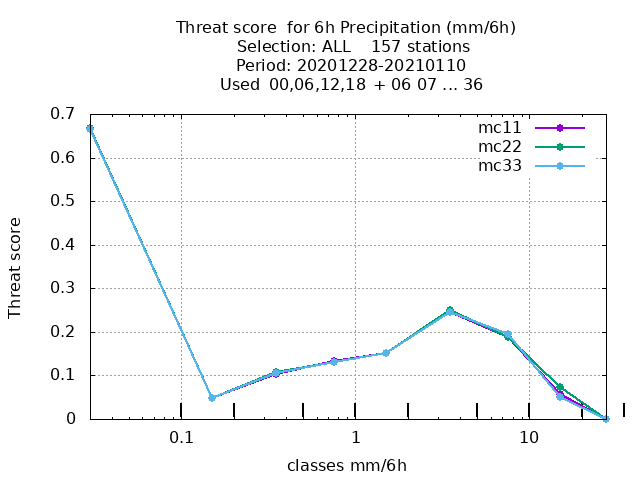 Threat score  for 6h Precipitation (mm/6h)
Selection: ALL    157 stations
Period: 20201228-20210110
Used  00,06,12,18  + 06 07 ... 36
mc11
mc22
mc33
0.7
0.6
0.5
0.4
0.3
0.2
0.1
0
Threat score
0.1 1 10
classes mm/6h